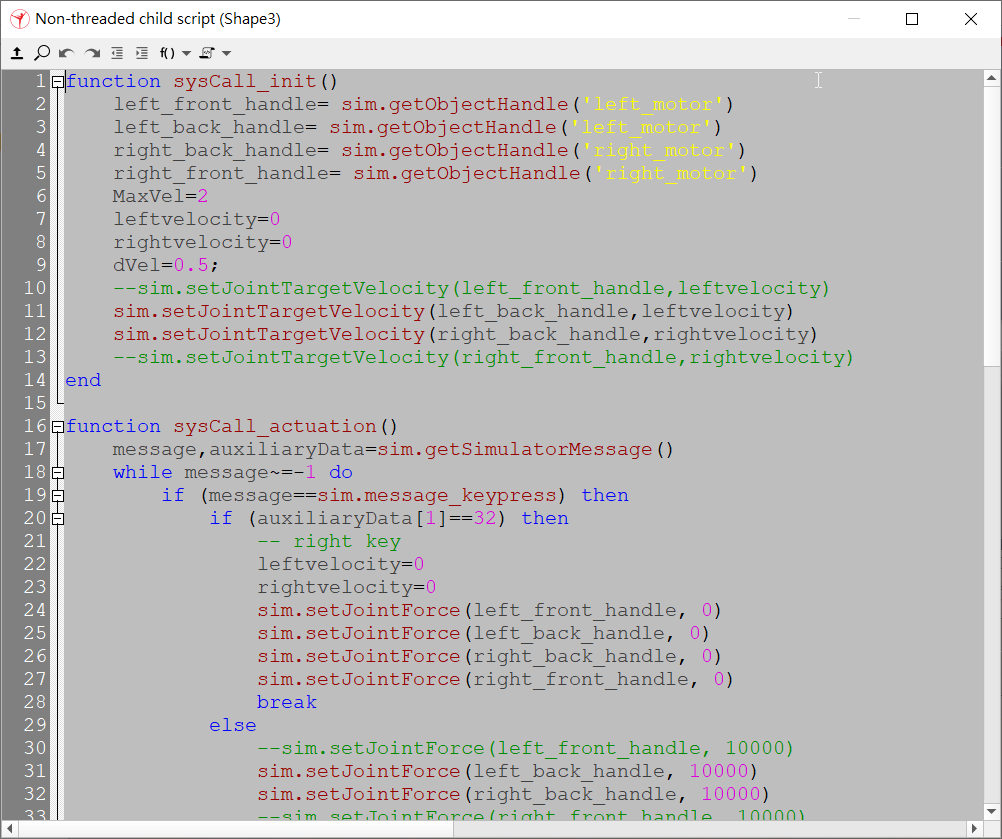 Non-threaded child script (Shape3)
f()
1 function sysCall_init()
2     left_front_handle= sim.getObjectHandle('left_motor')
3     left_back_handle= sim.getObjectHandle('left_motor')
4     right_back_handle= sim.getObjectHandle('right_motor')
5     right_front_handle= sim.getObjectHandle('right_motor')
6     MaxVel=2
7     leftvelocity=0
8     rightvelocity=0
9     dVel=0.5;
10     --sim.setJointTargetVelocity(left_front_handle,leftvelocity)
11     sim.setJointTargetVelocity(left_back_handle,leftvelocity)
12     sim.setJointTargetVelocity(right_back_handle,rightvelocity)
13     --sim.setJointTargetVelocity(right_front_handle,rightvelocity)
14 end
15
16 function sysCall_actuation()
17     message,auxiliaryData=sim.getSimulatorMessage()
18     while message~=-1 do
19         if (message==sim.message_keypress) then
20             if (auxiliaryData[1]==32) then
21                 -- right key
22                 leftvelocity=0
23                 rightvelocity=0
24                 sim.setJointForce(left_front_handle, 0)
25                 sim.setJointForce(left_back_handle, 0)
26                 sim.setJointForce(right_back_handle, 0)
27                 sim.setJointForce(right_front_handle, 0)
28                 break
29             else
30                 --sim.setJointForce(left_front_handle, 10000)
31                 sim.setJointForce(left_back_handle, 10000)
32                 sim.setJointForce(right_back_handle, 10000)
33                 --sim.setJointForce(right_front_handle, 10000)